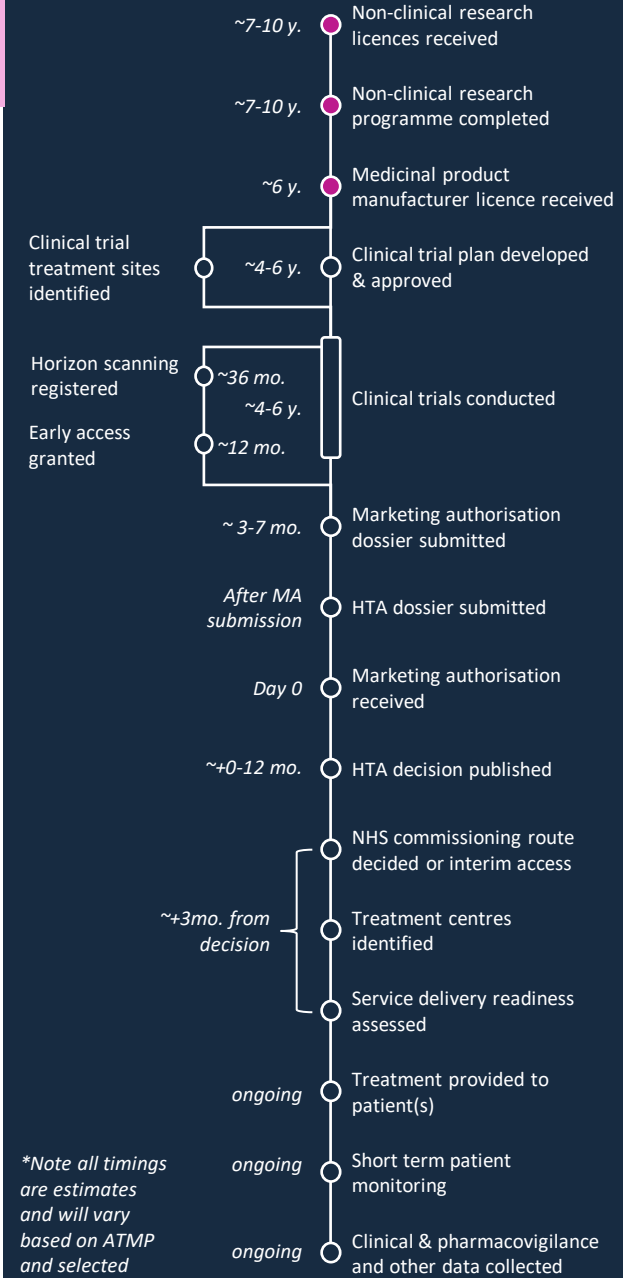 ~7-10 y.
Non-clinical research
licences received
~7-10 y.
Non-clinical research
programme completed
~6 y.
Medicinal product
manufacturer licence received
Clinical trial
treatment sites
identified
~4-6 y.
Clinical trial plan developed
& approved
Horizon scanning
registered
~36 mo.
~4-6 y.
Early access
granted
~12 mo.
Clinical trials conducted
~ 3-7 mo.
Marketing authorisation
dossier submitted
After MA
submission
HTA dossier submitted
Day 0
Marketing authorisation
received
~+0-12 mo.
HTA decision published
NHS commissioning route
decided or interim access
~+3mo. from
decision
Treatment centres
identified
Service delivery readiness
assessed
ongoing
Treatment provided to
patient(s)
ongoing
Short term patient
monitoring
ongoing
Clinical & pharmacovigilance
and other data collected
*Note all timings
are estimates
and will vary
based on ATMP
and selected